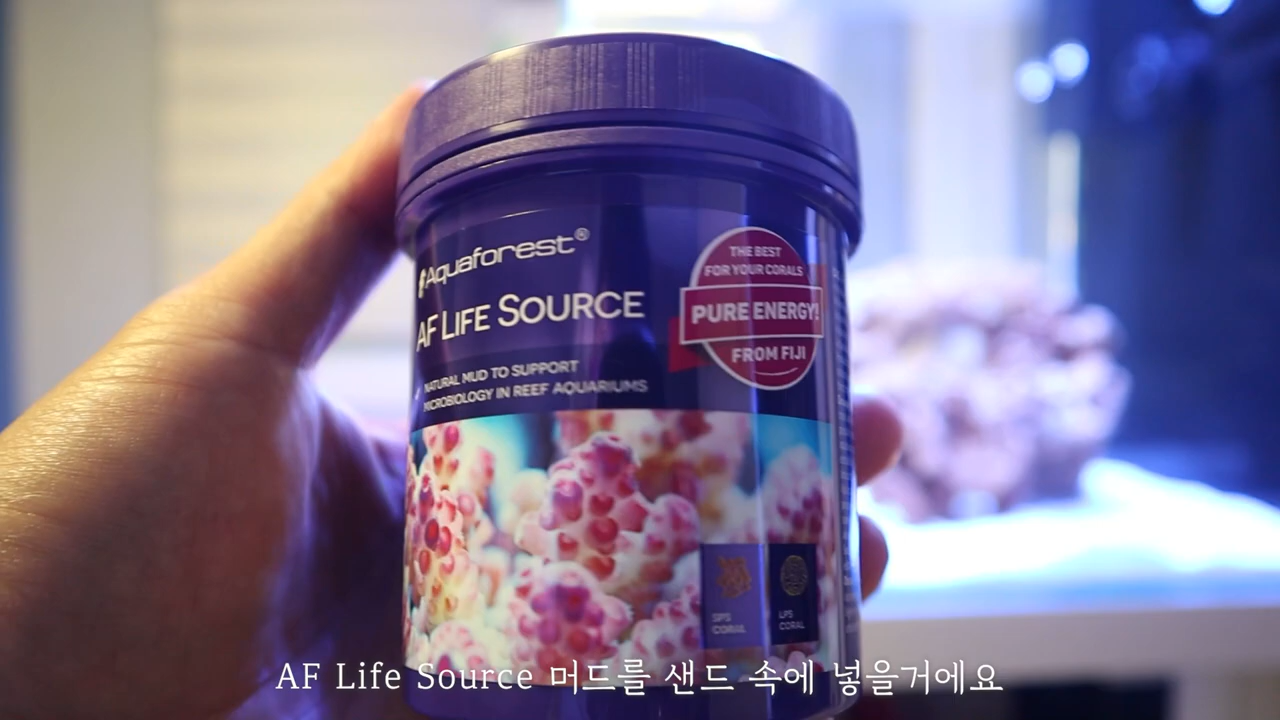 Aquaforest®
AF LIFE SOURCE
NATURAL MUD TO SUPPORT
MICROBIOLOGY IN REEF AQUARIUMS
THE BEST
FOR YOUR CORALS
PURE ENERGY!
FROM FIJI
SPS
CORAL
LPS
CORAL
AF Life Source 머드를 샌드 속에 넣을거에요